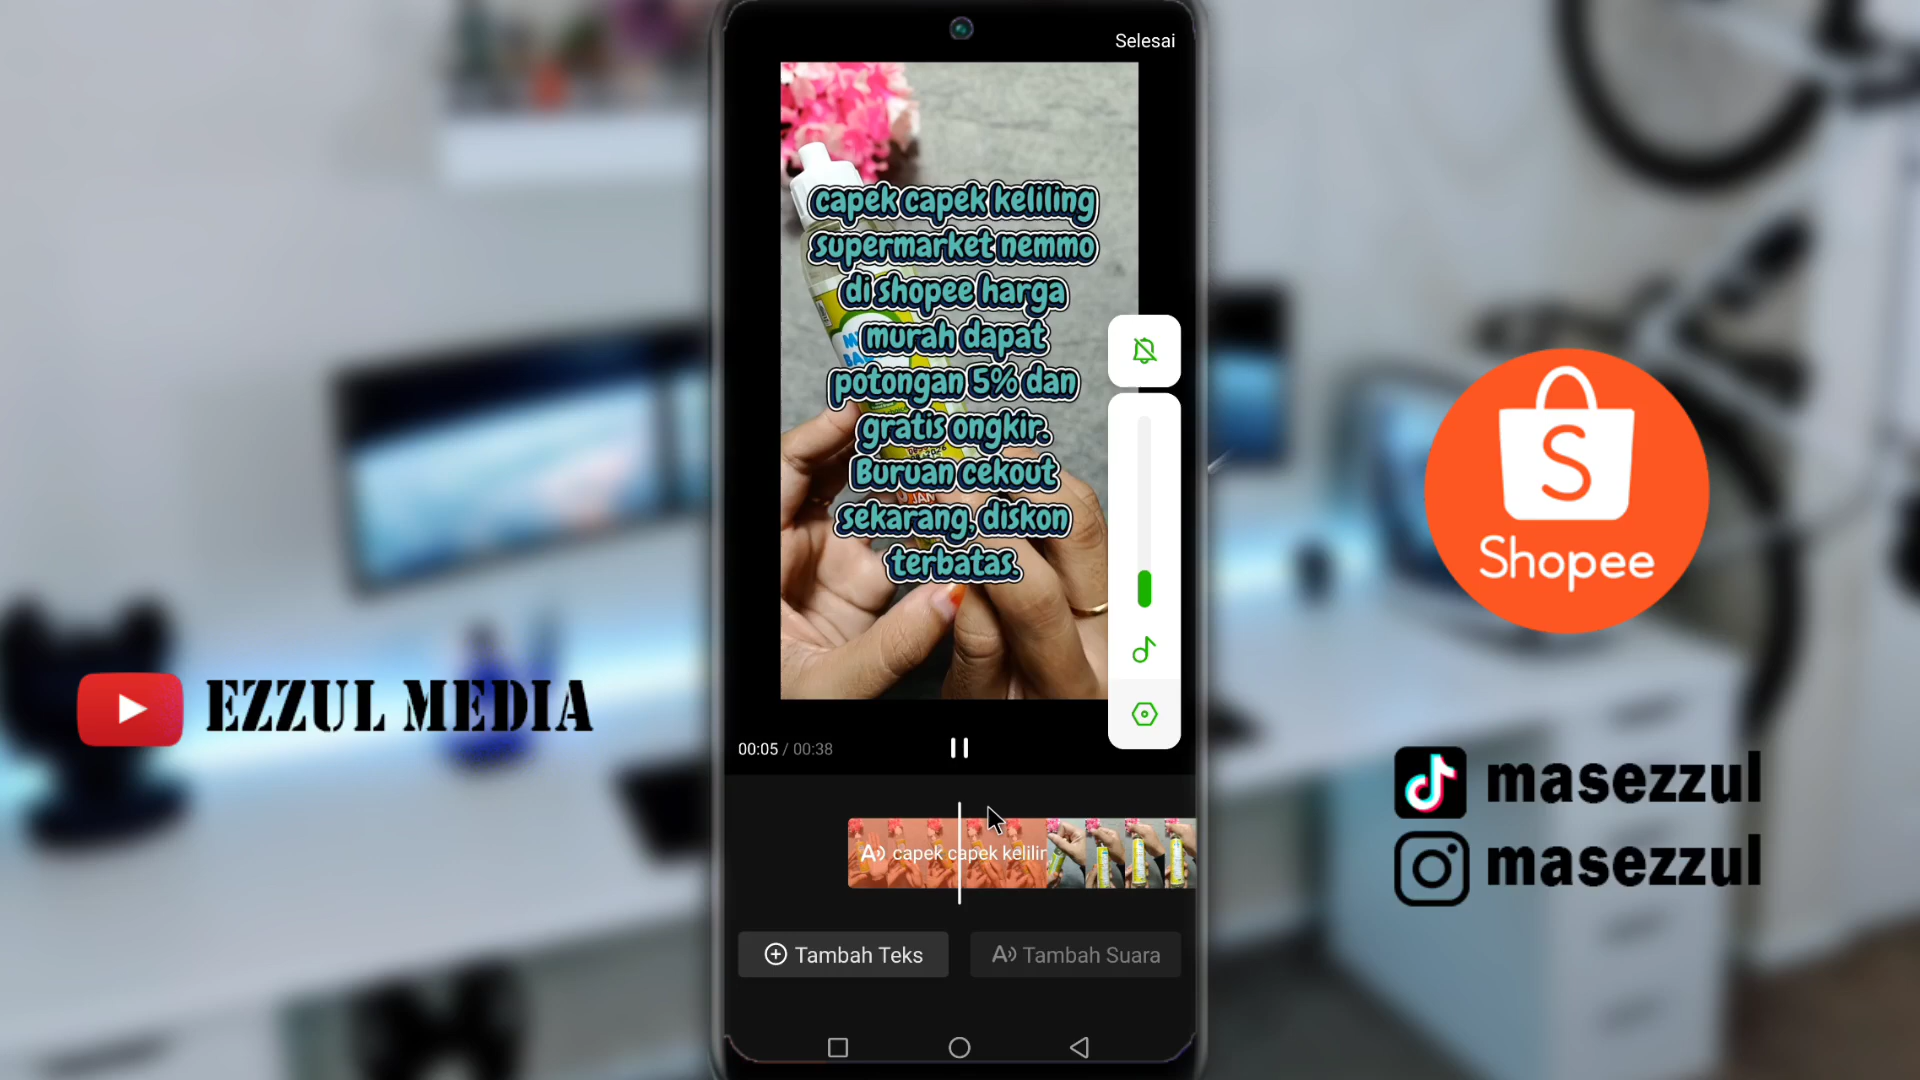 Selesai
capek capek keliling
supermarket nemmo
di shopee harga
murah dapat
potongan 5% dan
gratis ongkir.
Buruan cekout
sekarang, diskon
terbatas.
00:05 / 00:38
capek capek kelilin
Tambah Teks
Tambah Suara
EZZUL MEDIA
S
Shopee
masezzul
masezzul